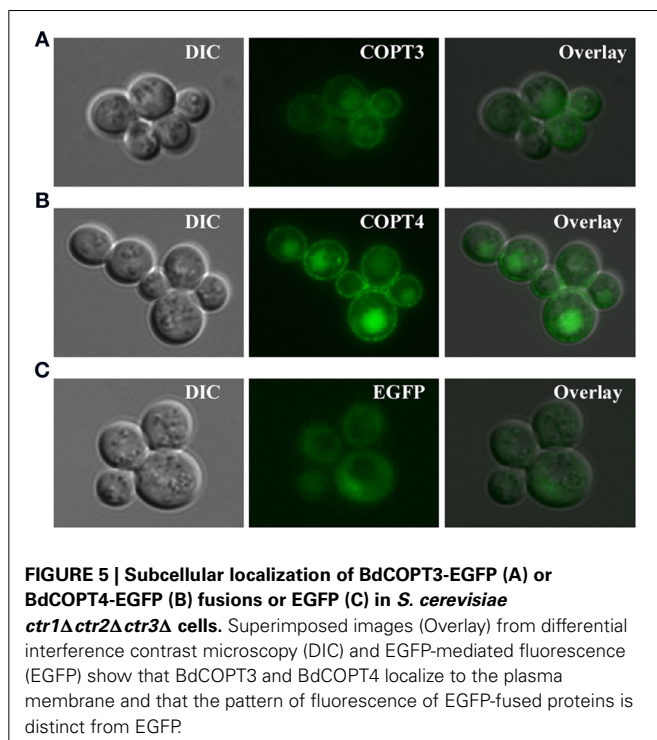 A
DIC
COPT3
Overlay
B
DIC
COPT4
Overlay
C
DIC
EGFP
Overlay
FIGURE 5 | Subcellular localization of BdCOPT3-EGFP (A) or
BdCOPT4-EGFP (B) fusions or EGFP (C) in S. cerevisiae
ctr1Δctr2Δctr3Δ cells. Superimposed images (Overlay) from differential
interference contrast microscopy (DIC) and EGFP-mediated fluorescence
(EGFP) show that BdCOPT3 and BdCOPT4 localize to the plasma
membrane and that the pattern of fluorescence of EGFP-fused proteins is
distinct from EGFP.